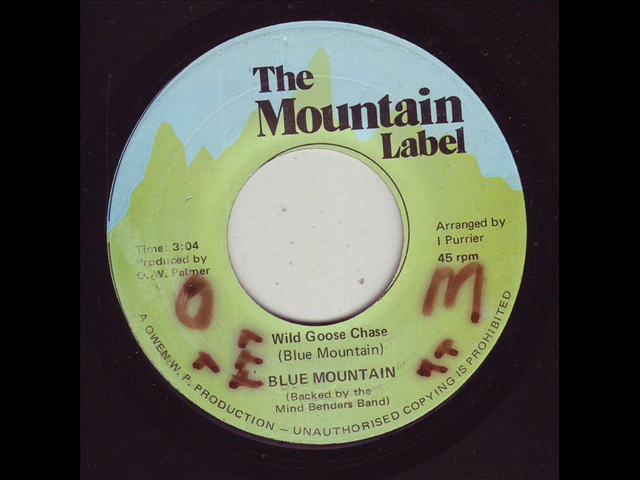 The
Mountain
Label
Time: 3:04
Produced by
O. W. Palmer
Arranged by
I Purrier
45 rpm
O
M
Wild Goose Chase
(Blue Mountain)
BLUE MOUNTAIN
(Backed by the
Mind Benders Band)
A OWEN W. P. PRODUCTION – UNAUTHORISED COPYING IS PROHIBITED